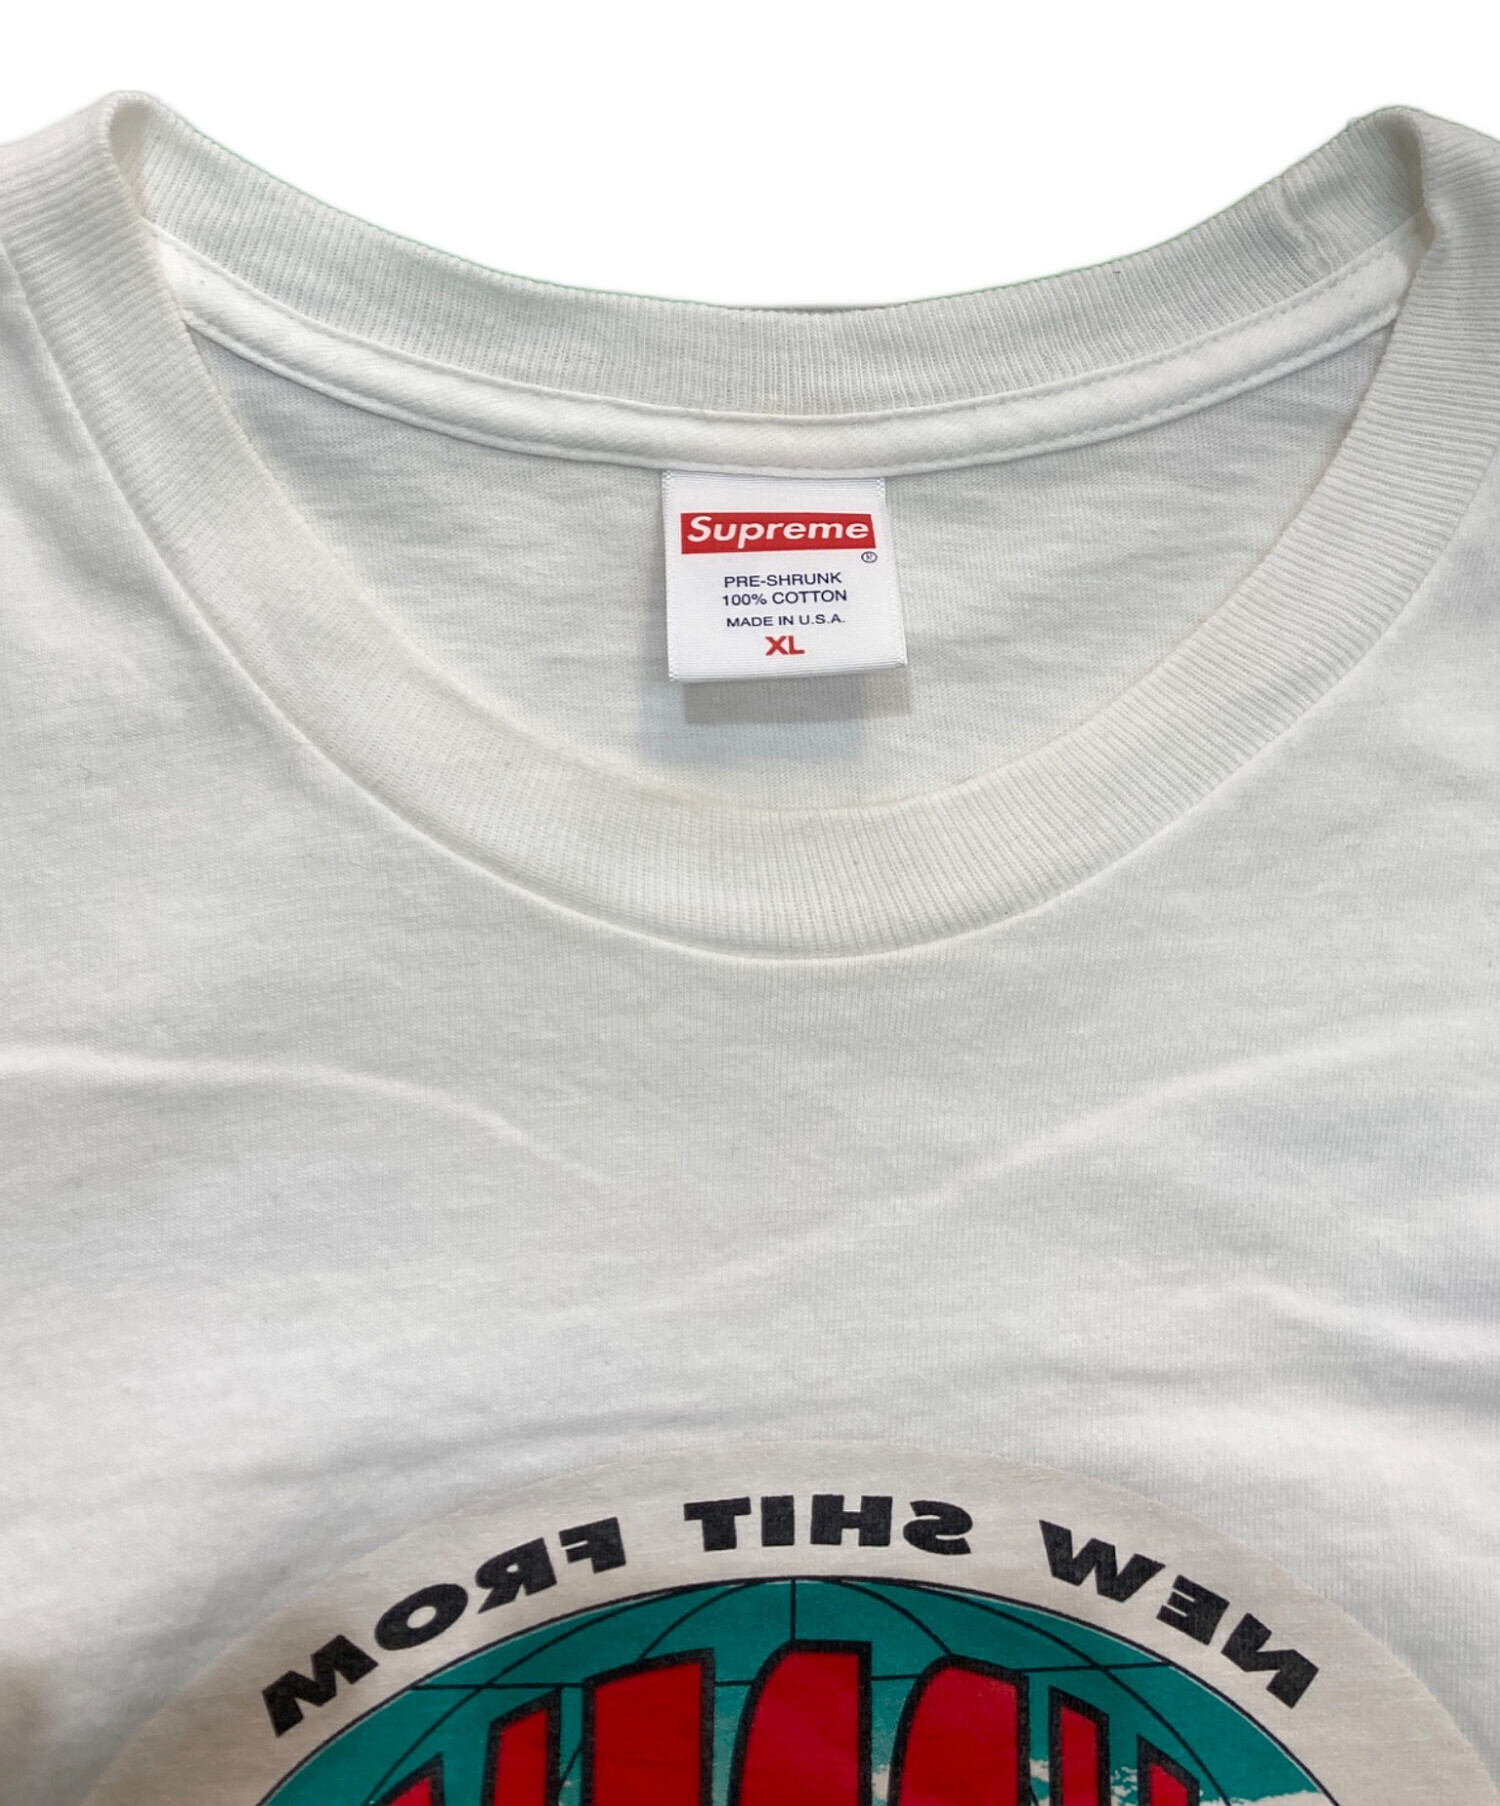 Supreme
®
PRE-SHRUNK
100% COTTON
MADE IN U.S.A.
XL
NEW SHIT FROM